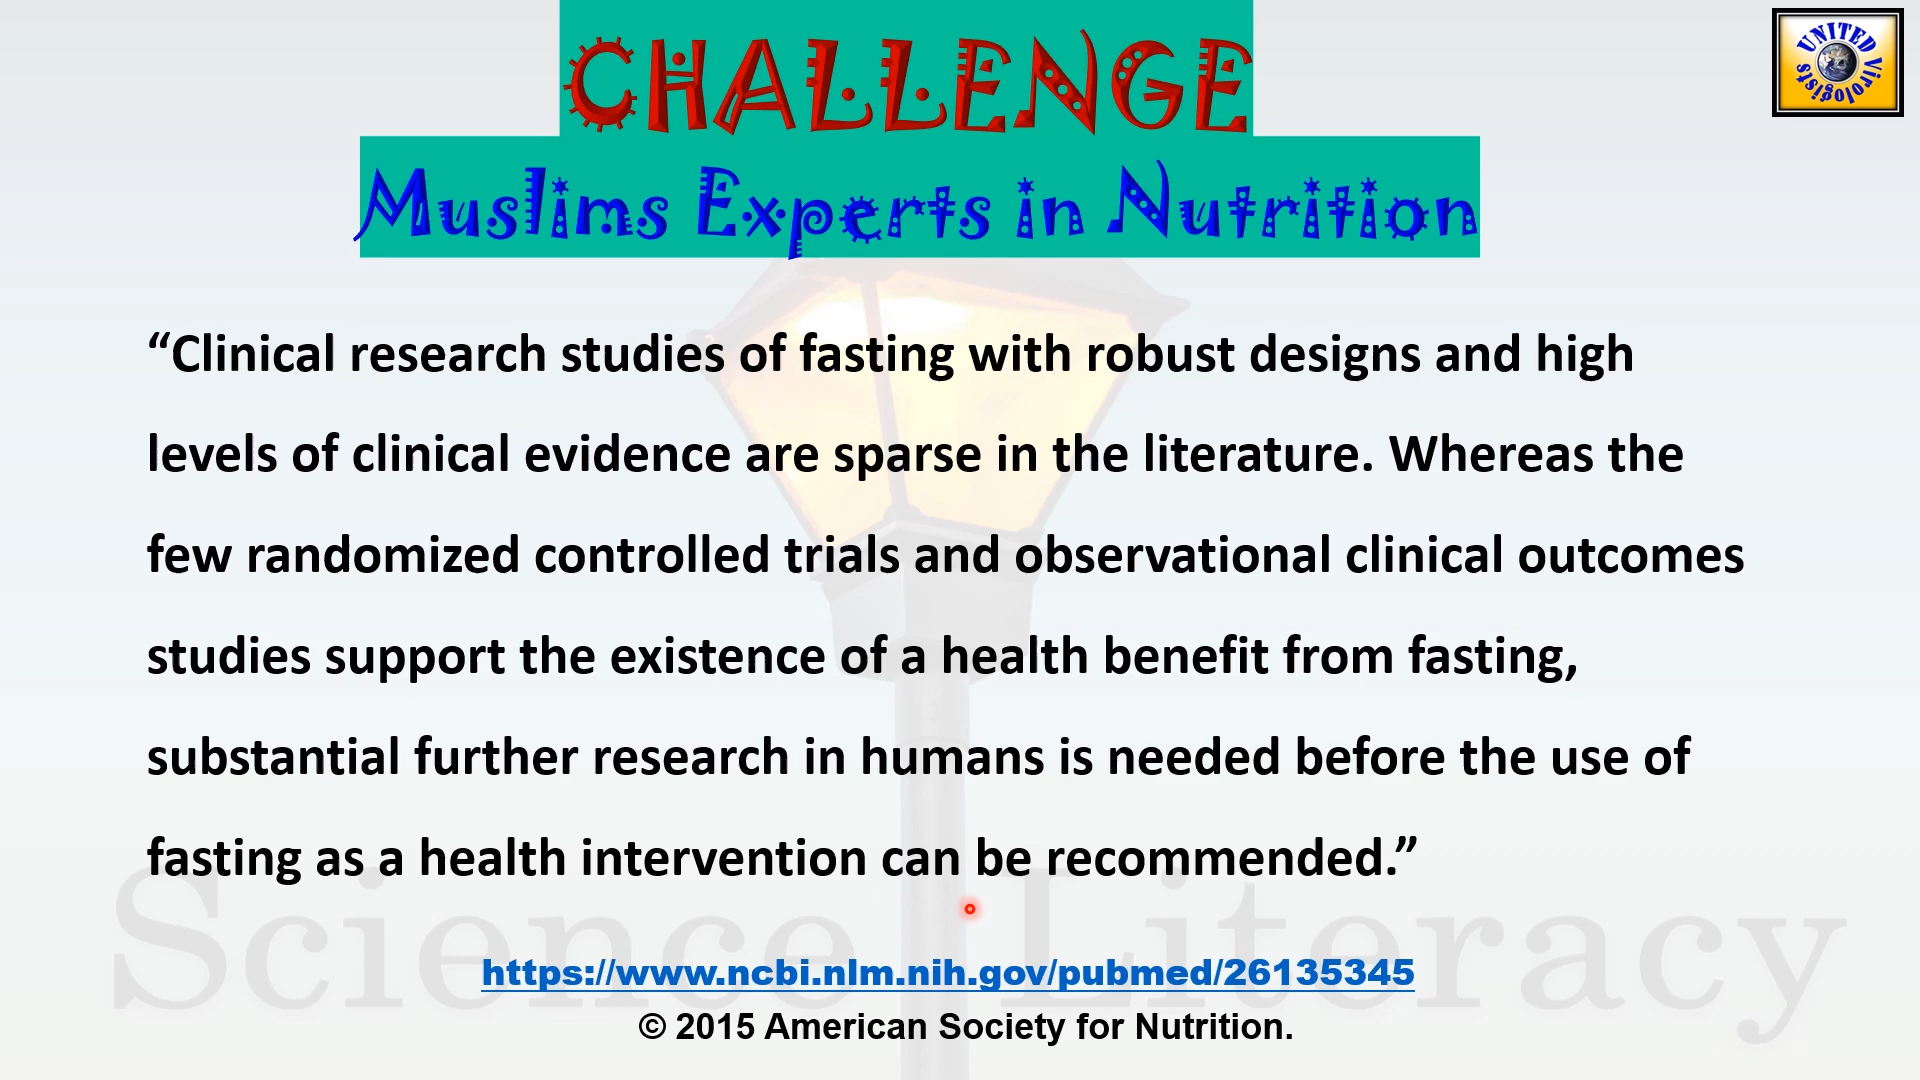 CHALLENGE
UNITED Virologists
Muslims Experts in Nutrition
“Clinical research studies of fasting with robust designs and high
levels of clinical evidence are sparse in the literature. Whereas the
few randomized controlled trials and observational clinical outcomes
studies support the existence of a health benefit from fasting,
substantial further research in humans is needed before the use of
fasting as a health intervention can be recommended.”
Science Literacy
https://www.ncbi.nlm.nih.gov/pubmed/26135345
© 2015 American Society for Nutrition.